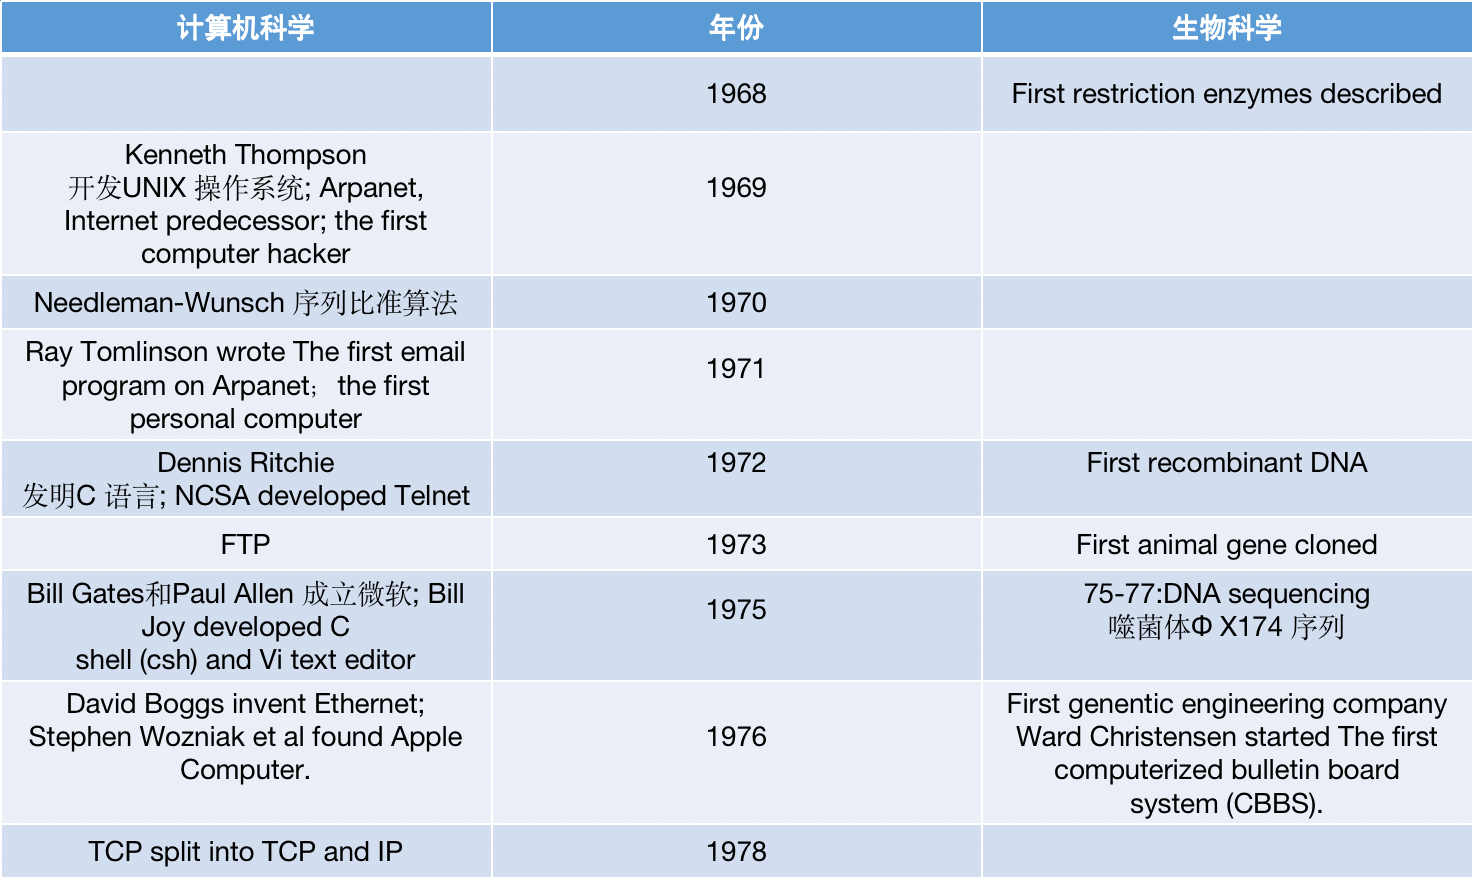 计算机科学 年份 生物科学
1968 First restriction enzymes described
Kenneth Thompson
开发UNIX 操作系统; Arpanet,
Internet predecessor; the first
computer hacker
1969
Needleman-Wunsch 序列比准算法 1970
Ray Tomlinson wrote The first email
program on Arpanet；the first
personal computer
1971
Dennis Ritchie
发明C 语言; NCSA developed Telnet
1972
First recombinant DNA
FTP 1973 First animal gene cloned
Bill Gates和Paul Allen 成立微软; Bill
Joy developed C
shell (csh) and Vi text editor
1975
75-77:DNA sequencing
噬菌体Φ X174 序列
David Boggs invent Ethernet;
Stephen Wozniak et al found Apple
Computer.
1976
First genentic engineering company
Ward Christensen started The first
computerized bulletin board
system (CBBS).
TCP split into TCP and IP 1978